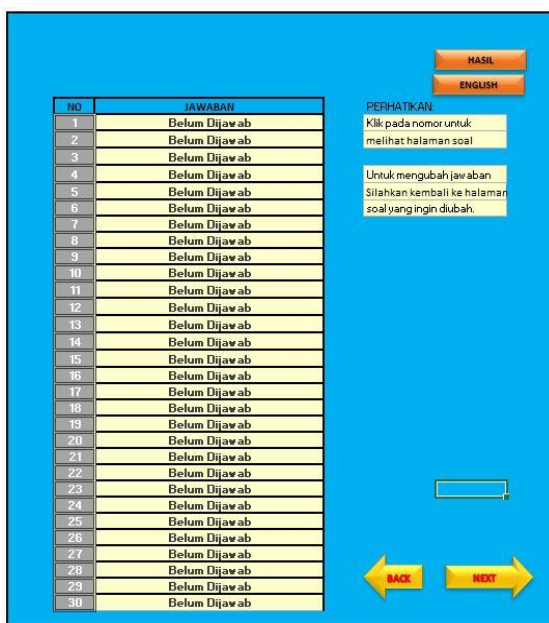 HASIL
ENGLISH
NO JAWABAN
1 Belum Dijawab
2 Belum Dijawab
3 Belum Dijawab
4 Belum Dijawab
5 Belum Dijawab
6 Belum Dijawab
7 Belum Dijawab
8 Belum Dijawab
9 Belum Dijawab
10 Belum Dijawab
11 Belum Dijawab
12 Belum Dijawab
13 Belum Dijawab
14 Belum Dijawab
15 Belum Dijawab
16 Belum Dijawab
17 Belum Dijawab
18 Belum Dijawab
19 Belum Dijawab
20 Belum Dijawab
21 Belum Dijawab
22 Belum Dijawab
23 Belum Dijawab
24 Belum Dijawab
25 Belum Dijawab
26 Belum Dijawab
27 Belum Dijawab
28 Belum Dijawab
29 Belum Dijawab
30 Belum Dijawab
PERHATIKAN:
Klik pada nomor untuk
melihat halaman soal
Untuk mengubah jawaban
Silahkan kembali ke halaman
soal yang ingin diubah.
BACK
NEXT